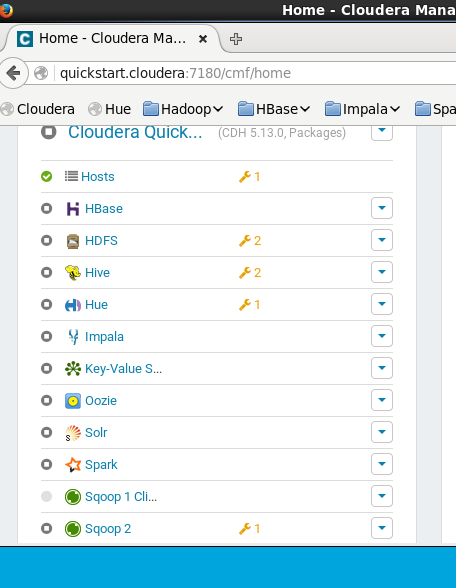 Home - Cloudera Mana
Home - Cloudera Ma...
quickstart.cloudera:7180/cmf/home
Cloudera Hue Hadoop HBase Impala Spa
Cloudera Quick... (CDH 5.13.0, Packages)
Hosts 1
HBase
HDFS 2
Hive 2
Hue 1
Impala
Key-Value S...
Oozie
Solr
Spark
Sqoop 1 Cli...
Sqoop 2 1